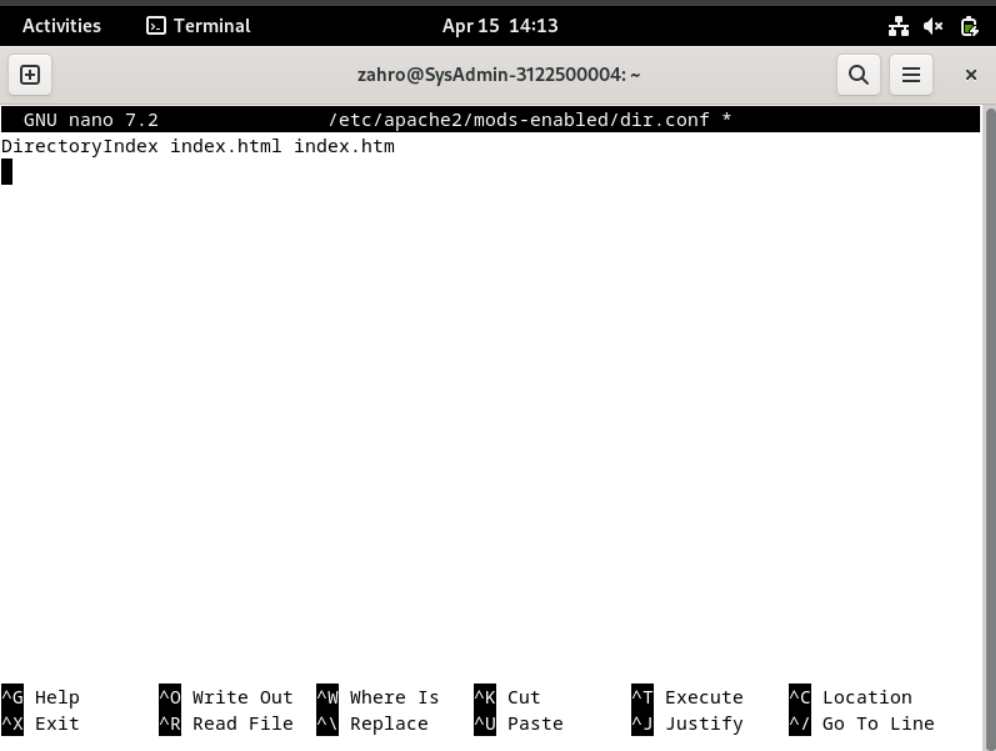 Activities Terminal Apr 15 14:13
zahro@SysAdmin-3122500004: ~
GNU nano 7.2 /etc/apache2/mods-enabled/dir.conf *
DirectoryIndex index.html index.htm
^G Help ^O Write Out ^W Where Is ^K Cut ^T Execute ^C Location
^X Exit ^R Read File ^\ Replace ^U Paste ^J Justify ^/ Go To Line